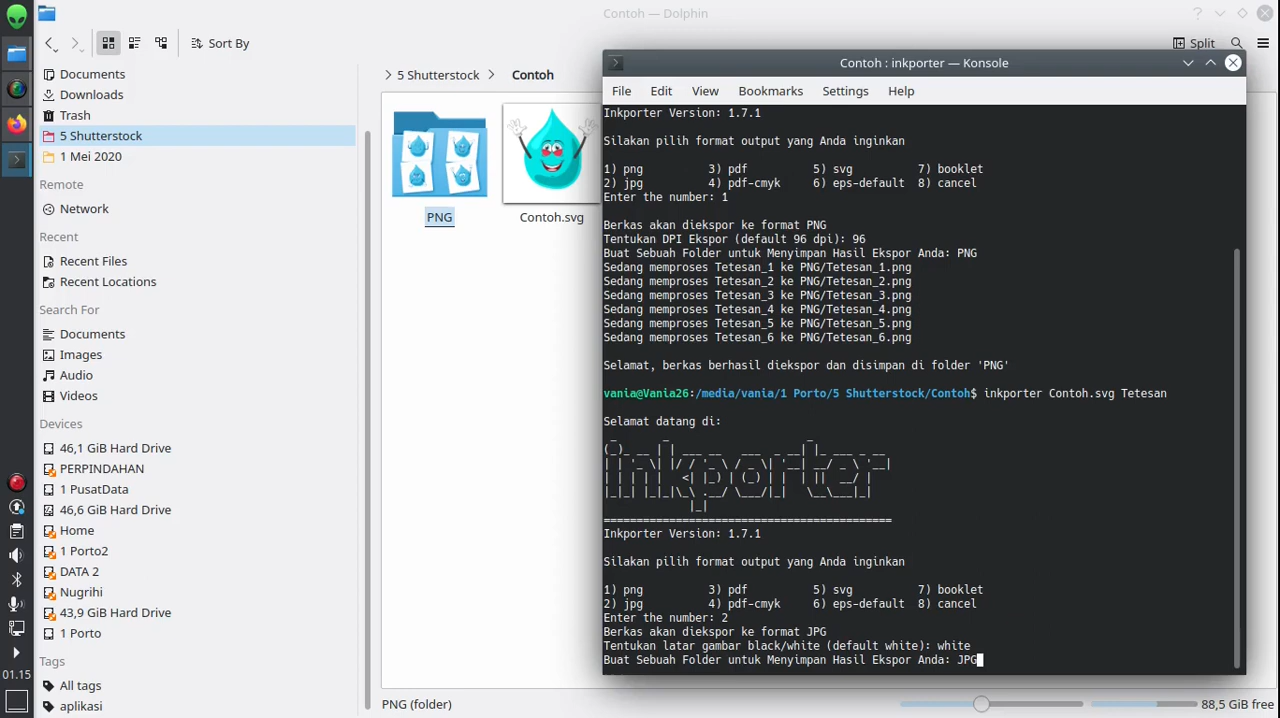 Contoh — Dolphin
Sort By
Split
Documents
Downloads
Trash
5 Shutterstock
1 Mei 2020
Remote
Network
Recent
Recent Files
Recent Locations
Search For
Documents
Images
Audio
Videos
Devices
46,1 GiB Hard Drive
PERPINDAHAN
1 PusatData
46,6 GiB Hard Drive
Home
1 Porto2
DATA 2
Nugrihi
43,9 GiB Hard Drive
1 Porto
Tags
All tags
aplikasi
01.15
5 Shutterstock > Contoh
PNG
Contoh.svg
PNG (folder)
88,5 GiB free
Contoh : inkporter — Konsole
File Edit View Bookmarks Settings Help
Inkporter Version: 1.7.1
Silakan pilih format output yang Anda inginkan
1) png 3) pdf 5) svg 7) booklet
2) jpg 4) pdf-cmyk 6) eps-default 8) cancel
Enter the number: 1
Berkas akan diekspor ke format PNG
Tentukan DPI Ekspor (default 96 dpi): 96
Buat Sebuah Folder untuk Menyimpan Hasil Ekspor Anda: PNG
Sedang memproses Tetesan_1 ke PNG/Tetesan_1.png
Sedang memproses Tetesan_2 ke PNG/Tetesan_2.png
Sedang memproses Tetesan_3 ke PNG/Tetesan_3.png
Sedang memproses Tetesan_4 ke PNG/Tetesan_4.png
Sedang memproses Tetesan_5 ke PNG/Tetesan_5.png
Sedang memproses Tetesan_6 ke PNG/Tetesan_6.png
Selamat, berkas berhasil diekspor dan disimpan di folder 'PNG'
vania@Vania26:/media/vania/1 Porto/5 Shutterstock/Contoh$ inkporter Contoh.svg Tetesan
Selamat datang di:
inkporter
============================================
Inkporter Version: 1.7.1
Silakan pilih format output yang Anda inginkan
1) png 3) pdf 5) svg 7) booklet
2) jpg 4) pdf-cmyk 6) eps-default 8) cancel
Enter the number: 2
Berkas akan diekspor ke format JPG
Tentukan latar gambar black/white (default white): white
Buat Sebuah Folder untuk Menyimpan Hasil Ekspor Anda: JPG